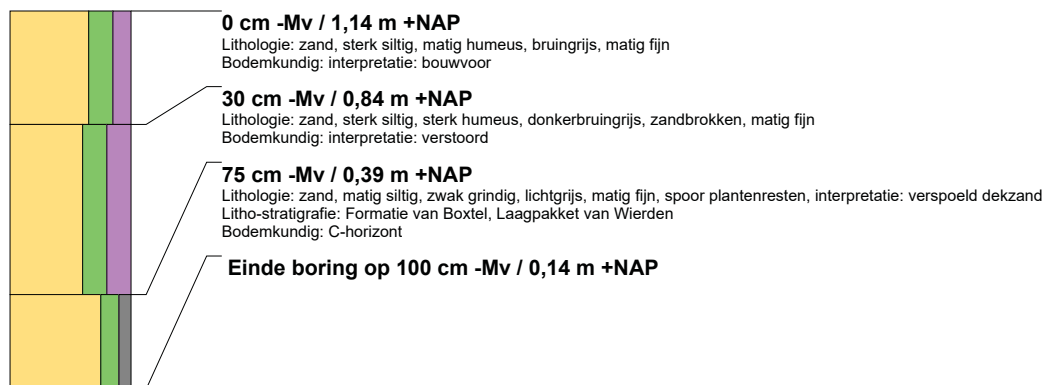 0 cm -Mv / 1,14 m +NAP
Lithologie: zand, sterk siltig, matig humeus, bruingrijs, matig fijn
Bodemkundig: interpretatie: bouwvoor
30 cm -Mv / 0,84 m +NAP
Lithologie: zand, sterk siltig, sterk humeus, donkerbruingrijs, zandbrokken, matig fijn
Bodemkundig: interpretatie: verstoord
75 cm -Mv / 0,39 m +NAP
Lithologie: zand, matig siltig, zwak grindig, lichtgrijs, matig fijn, spoor plantenresten, interpretatie: verspoeld dekzand
Litho-stratigrafie: Formatie van Boxtel, Laagpakket van Wierden
Bodemkundig: C-horizont
Einde boring op 100 cm -Mv / 0,14 m +NAP